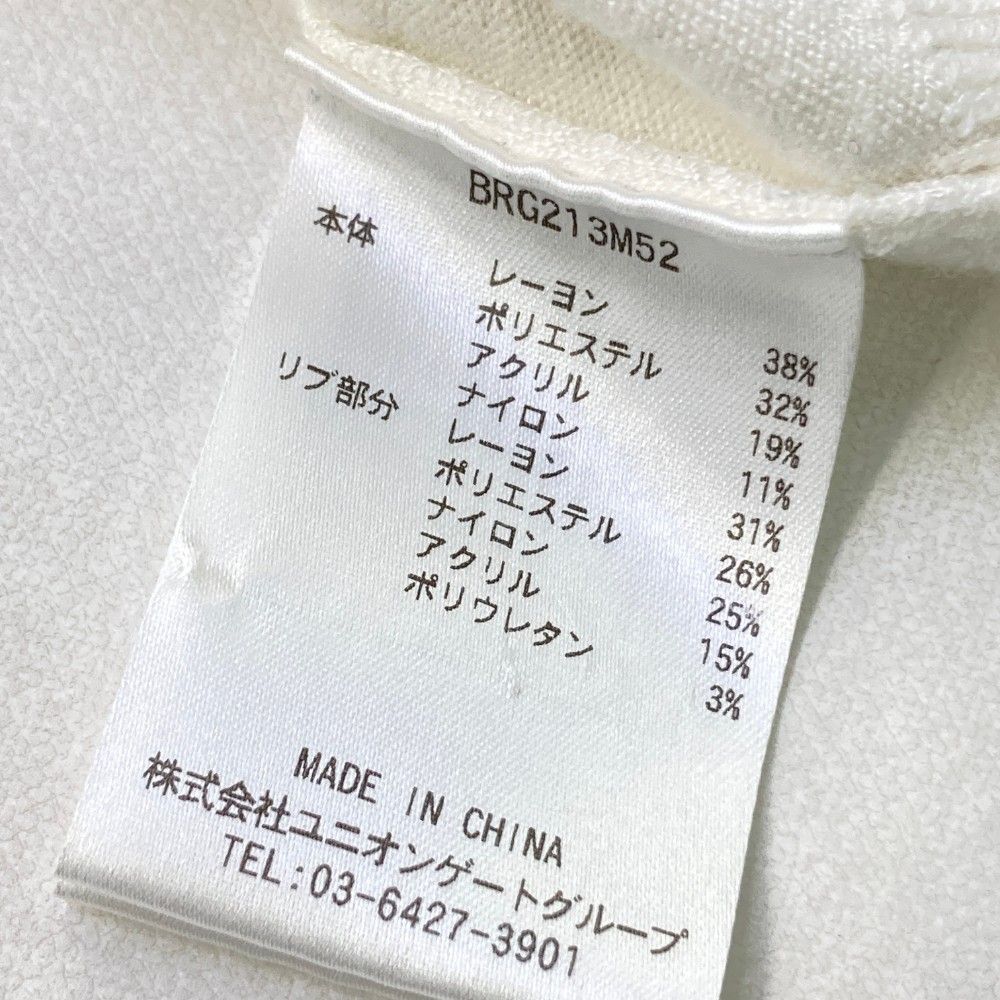 BRG213M52
本体 レーヨン 38%
ポリエステル 32%
アクリル 19%
ナイロン 11%
リブ部分 レーヨン 31%
ポリエステル 26%
ナイロン 25%
アクリル 15%
ポリウレタン 3%
MADE IN CHINA
株式会社ユニオンゲートグループ
TEL:03-6427-3901